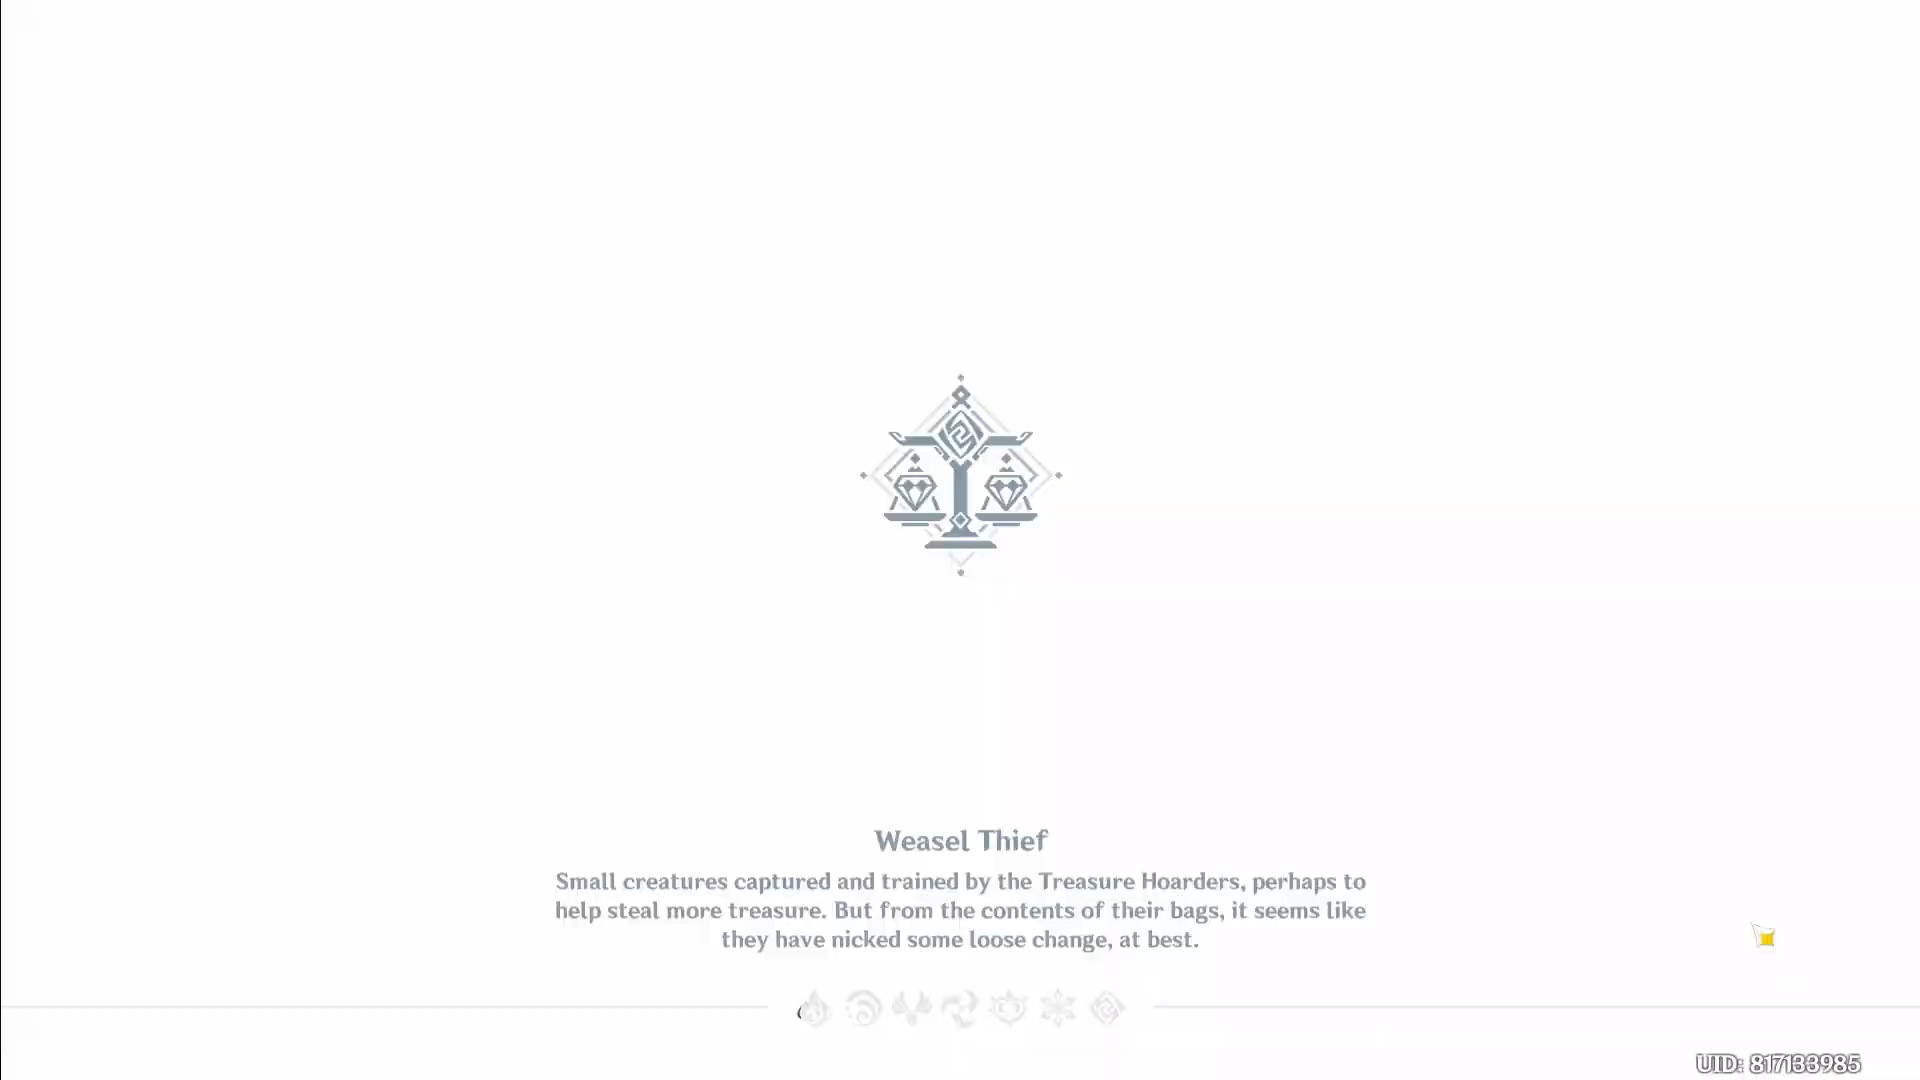 Weasel Thief
Small creatures captured and trained by the Treasure Hoarders, perhaps to
help steal more treasure. But from the contents of their bags, it seems like
they have nicked some loose change, at best.
UID: 817133985